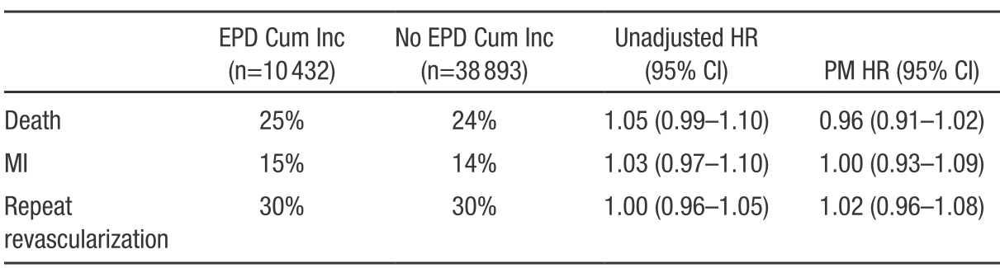 EPD Cum Inc No EPD Cum Inc Unadjusted HR
(n=10 432) (n=38 893) (95% CI) PM HR (95% CI)
Death 25% 24% 1.05 (0.99–1.10) 0.96 (0.91–1.02)
MI 15% 14% 1.03 (0.97–1.10) 1.00 (0.93–1.09)
Repeat 30% 30% 1.00 (0.96–1.05) 1.02 (0.96–1.08)
revascularization